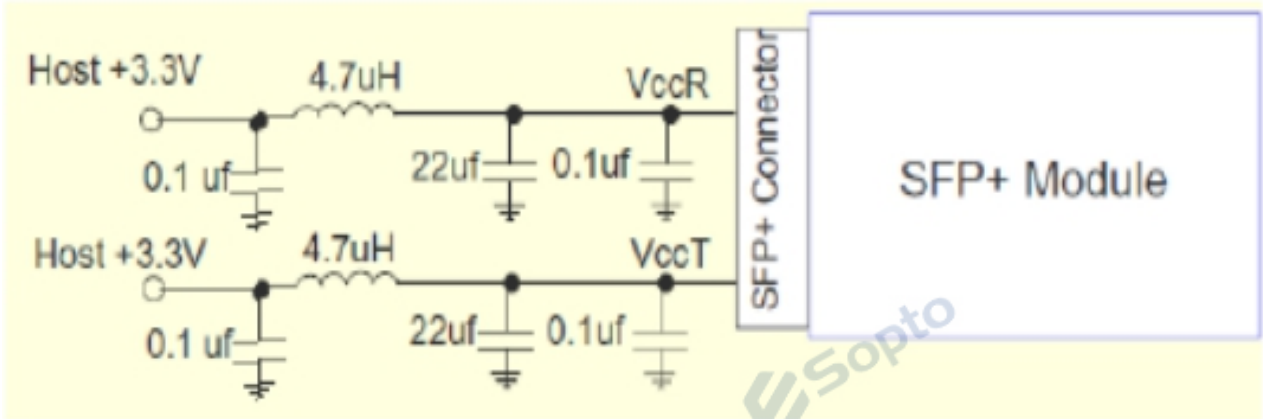 Host +3.3V
4.7uH
VccR
0.1 uf
22uf
0.1uf
Host +3.3V
4.7uH
VccT
0.1 uf
22uf
0.1uf
SFP+ Connector
SFP+ Module
Sopto